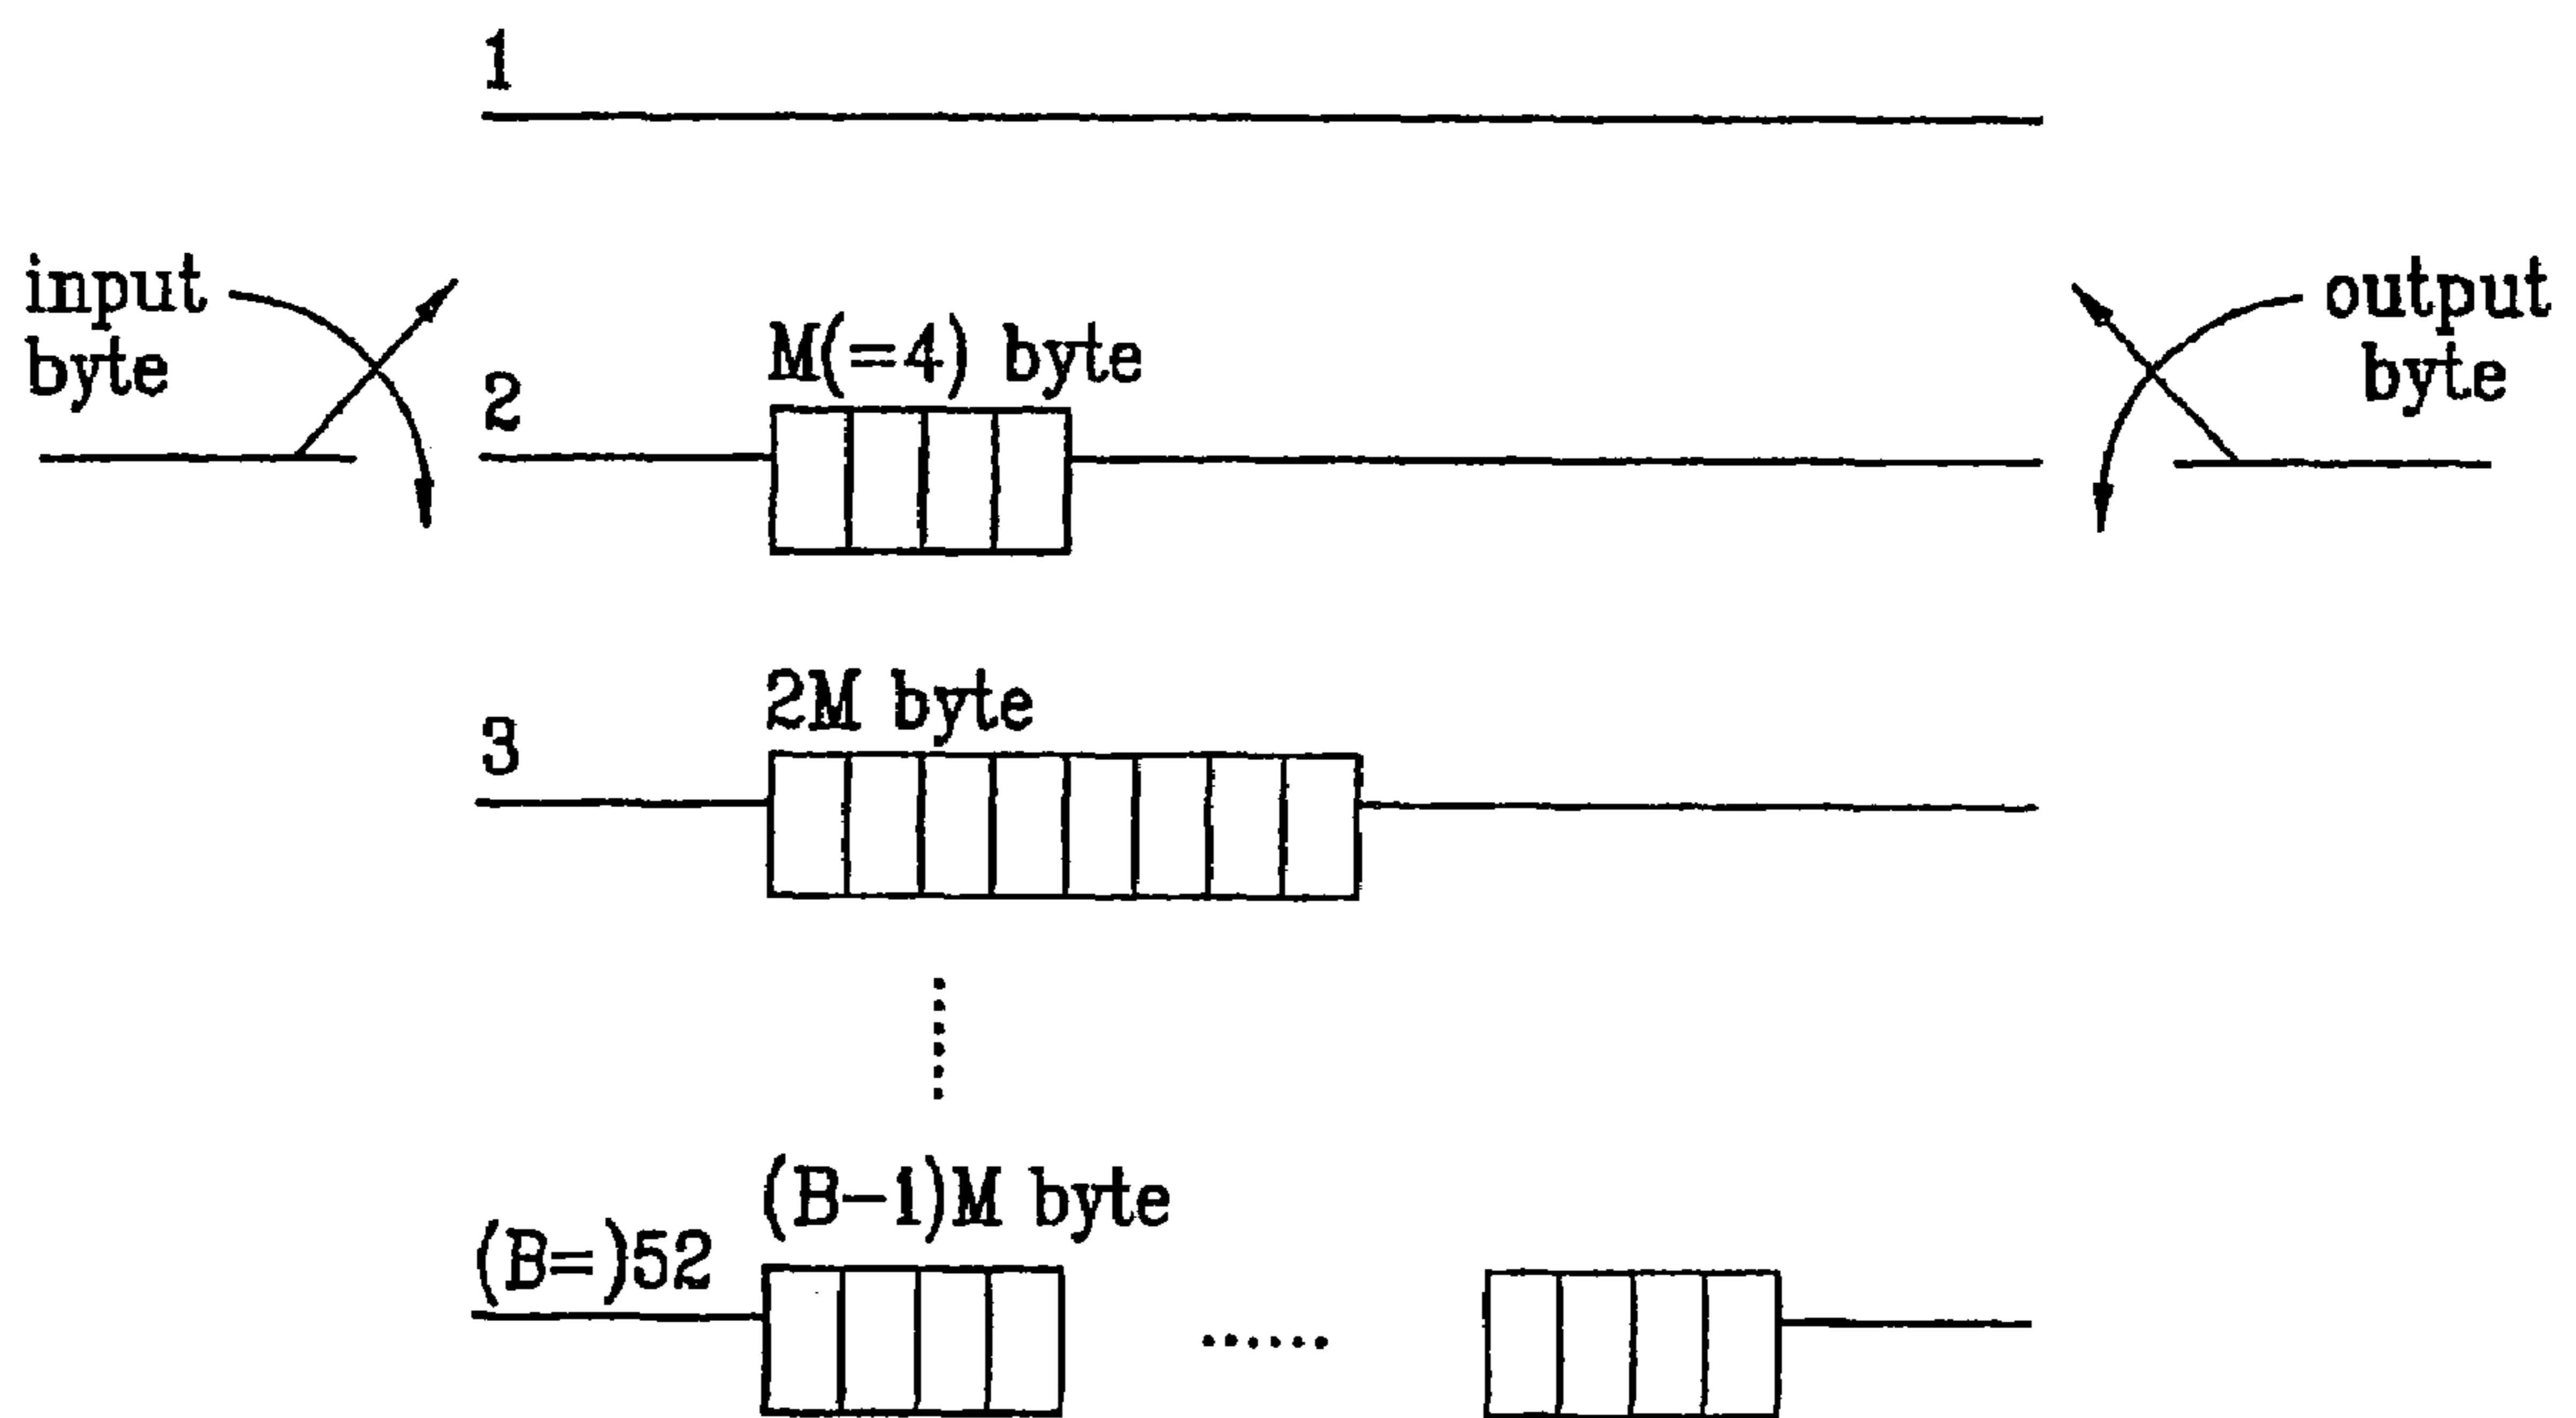 1
input
byte
output
byte
M(=4) byte
2
2M byte
3
(B-1)M byte
(B=)52